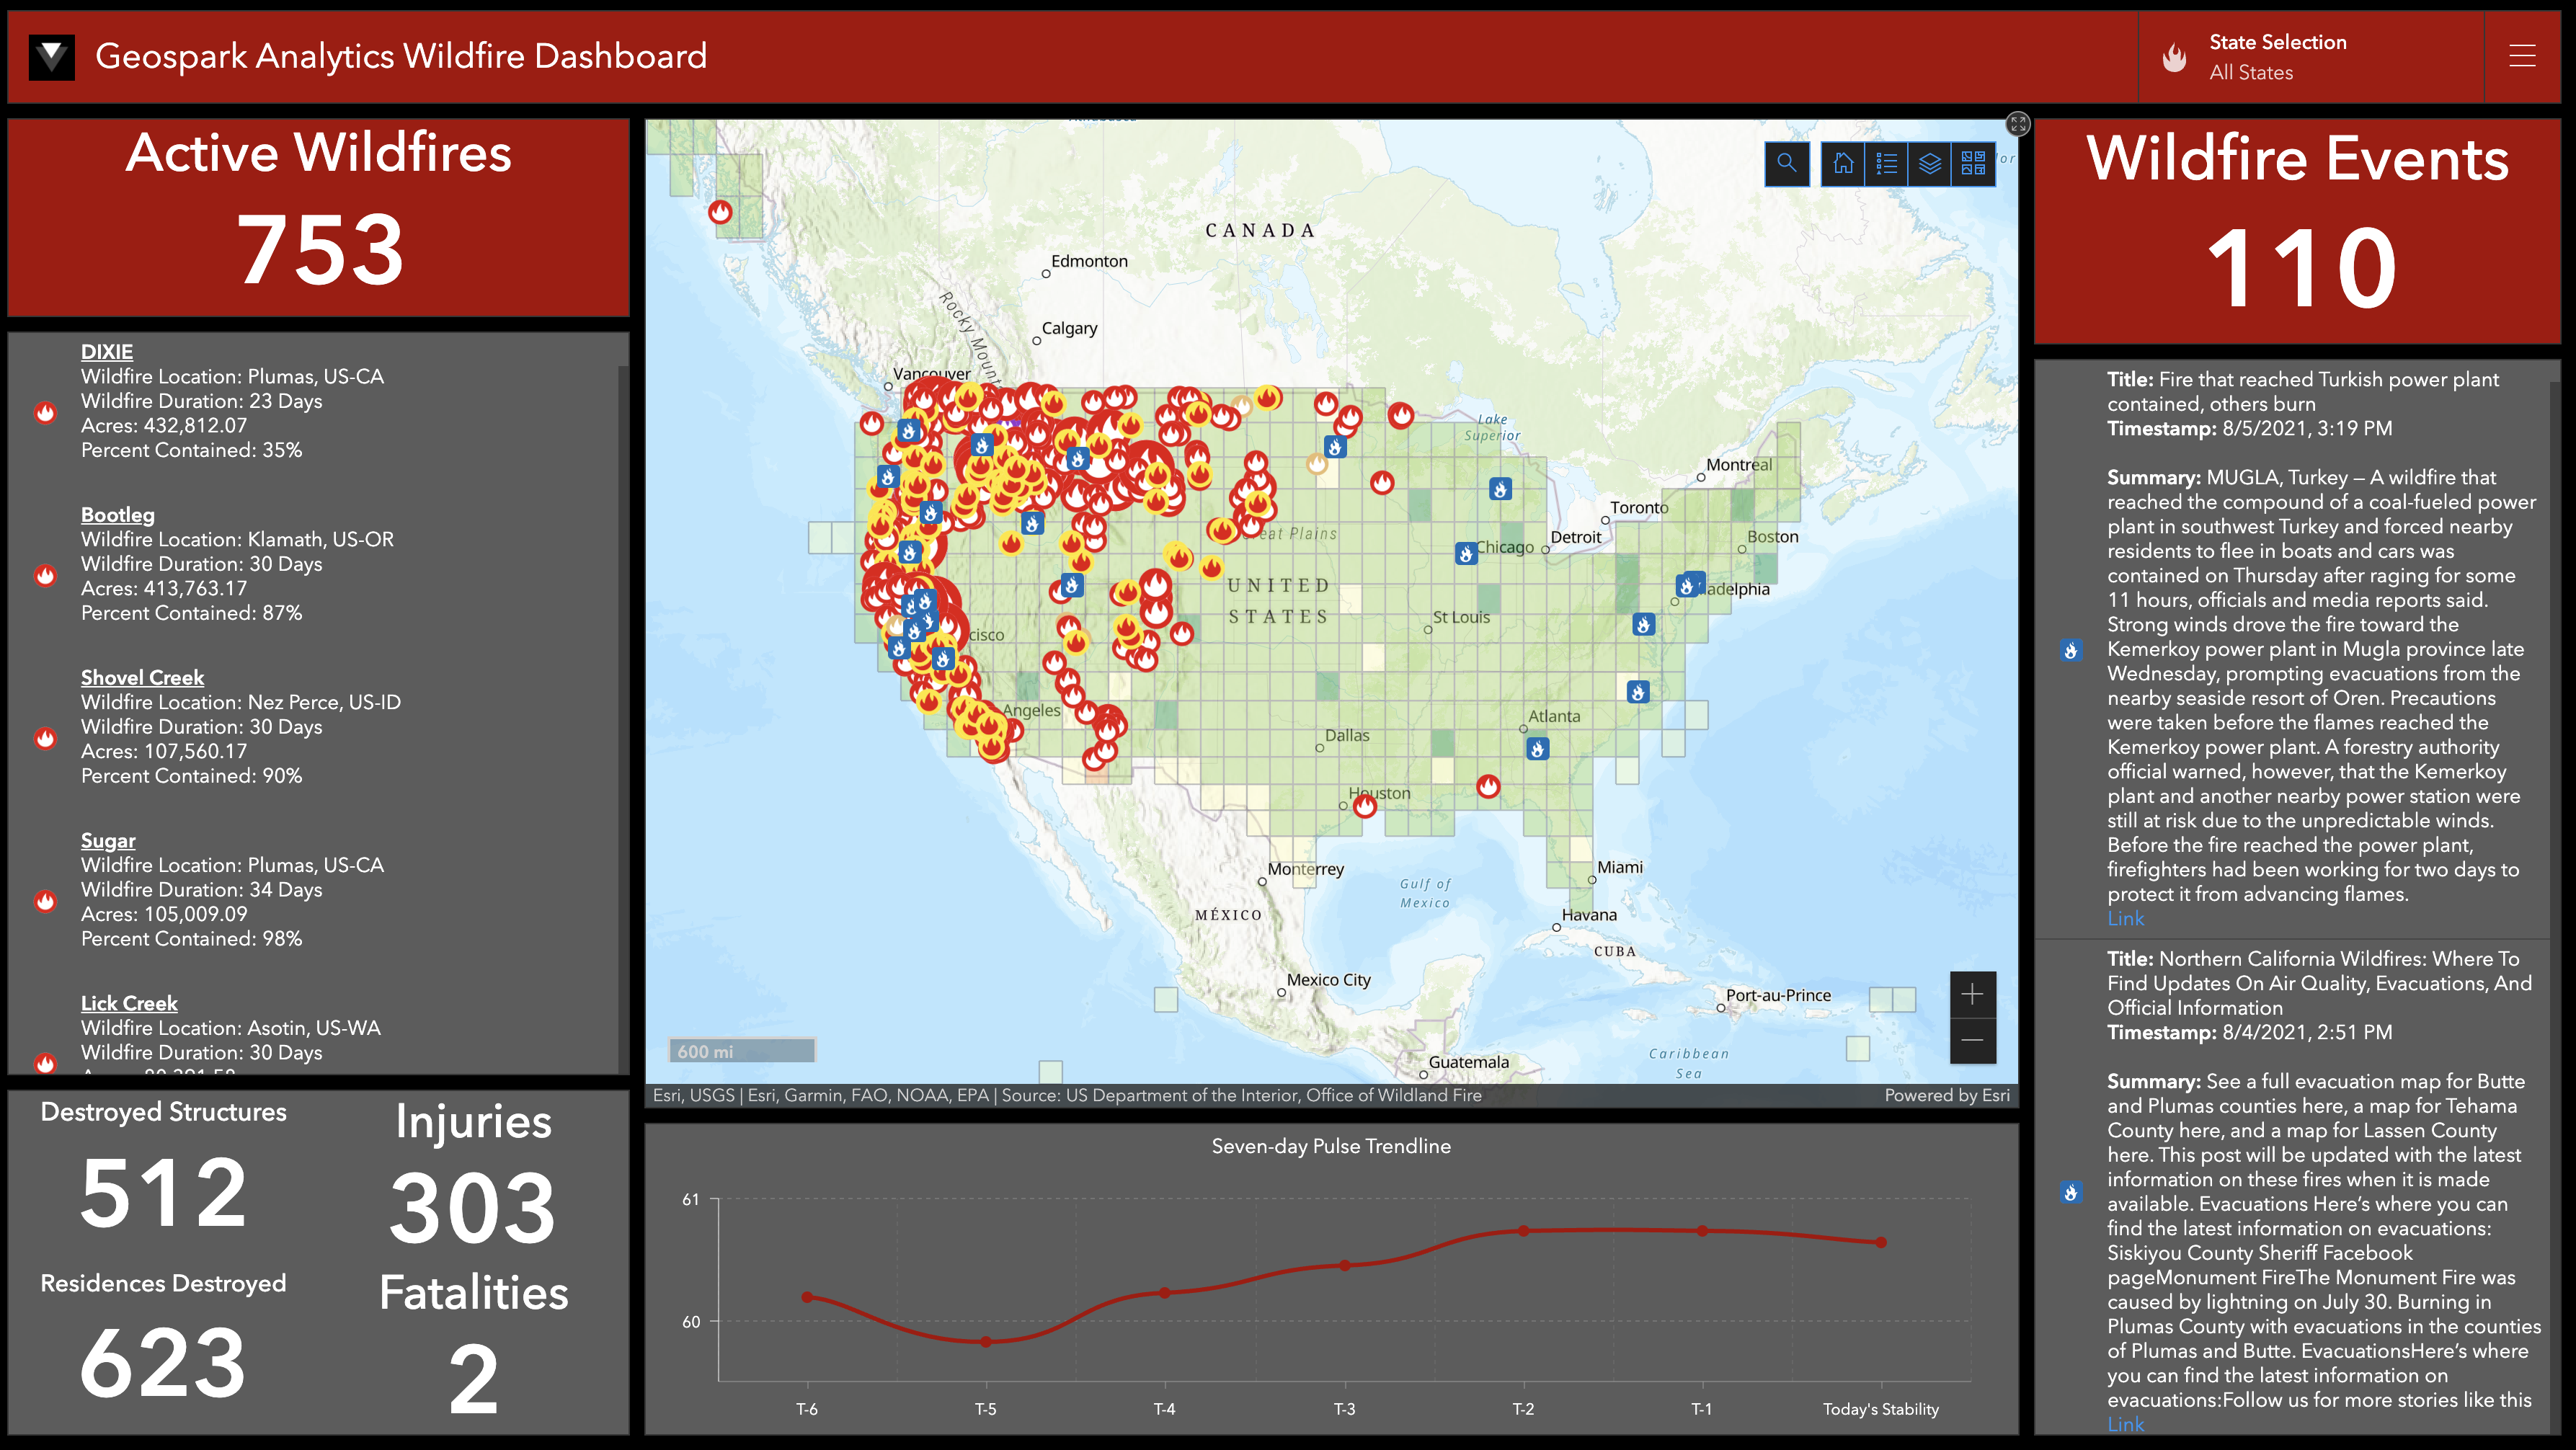 Geospark Analytics Wildfire Dashboard
State Selection
All States
Active Wildfires
753
DIXIE
Wildfire Location: Plumas, US-CA
Wildfire Duration: 23 Days
Acres: 432,812.07
Percent Contained: 35%
Bootleg
Wildfire Location: Klamath, US-OR
Wildfire Duration: 30 Days
Acres: 413,763.17
Percent Contained: 87%
Shovel Creek
Wildfire Location: Nez Perce, US-ID
Wildfire Duration: 30 Days
Acres: 107,560.17
Percent Contained: 90%
Sugar
Wildfire Location: Plumas, US-CA
Wildfire Duration: 34 Days
Acres: 105,009.09
Percent Contained: 98%
Lick Creek
Wildfire Location: Asotin, US-WA
Wildfire Duration: 30 Days
Destroyed Structures
512
Injuries
303
Residences Destroyed
623
Fatalities
2
CANADA
Edmonton
Rocky Mount
Calgary
Vancouver
Lake
Superior
Montreal
Toronto
eat Plains
Chicago
Detroit
Boston
UNITED
STATES
adelphia
St Louis
cisco
Angeles
Atlanta
Dallas
Houston
Monterrey
Miami
Gulf of
Mexico
MÉXICO
Havana
CUBA
Mexico City
Port-au-Prince
Guatemala
Caribbean
Sea
600 mi
Esri, USGS | Esri, Garmin, FAO, NOAA, EPA | Source: US Department of the Interior, Office of Wildland Fire
Powered by Esri
Seven-day Pulse Trendline
61
60
T-6
T-5
T-4
T-3
T-2
T-1
Today's Stability
Wildfire Events
110
Title: Fire that reached Turkish power plant
contained, others burn
Timestamp: 8/5/2021, 3:19 PM
Summary: MUGLA, Turkey – A wildfire that
reached the compound of a coal-fueled power
plant in southwest Turkey and forced nearby
residents to flee in boats and cars was
contained on Thursday after raging for some
11 hours, officials and media reports said.
Strong winds drove the fire toward the
Kemerkoy power plant in Mugla province late
Wednesday, prompting evacuations from the
nearby seaside resort of Oren. Precautions
were taken before the flames reached the
Kemerkoy power plant. A forestry authority
official warned, however, that the Kemerkoy
plant and another nearby power station were
still at risk due to the unpredictable winds.
Before the fire reached the power plant,
firefighters had been working for two days to
protect it from advancing flames.
Link
Title: Northern California Wildfires: Where To
Find Updates On Air Quality, Evacuations, And
Official Information
Timestamp: 8/4/2021, 2:51 PM
Summary: See a full evacuation map for Butte
and Plumas counties here, a map for Tehama
County here, and a map for Lassen County
here. This post will be updated with the latest
information on these fires when it is made
available. Evacuations Here's where you can
find the latest information on evacuations:
Siskiyou County Sheriff Facebook
pageMonument FireThe Monument Fire was
caused by lightning on July 30. Burning in
Plumas County with evacuations in the counties
of Plumas and Butte. EvacuationsHere's where
you can find the latest information on
evacuations:Follow us for more stories like this
Link